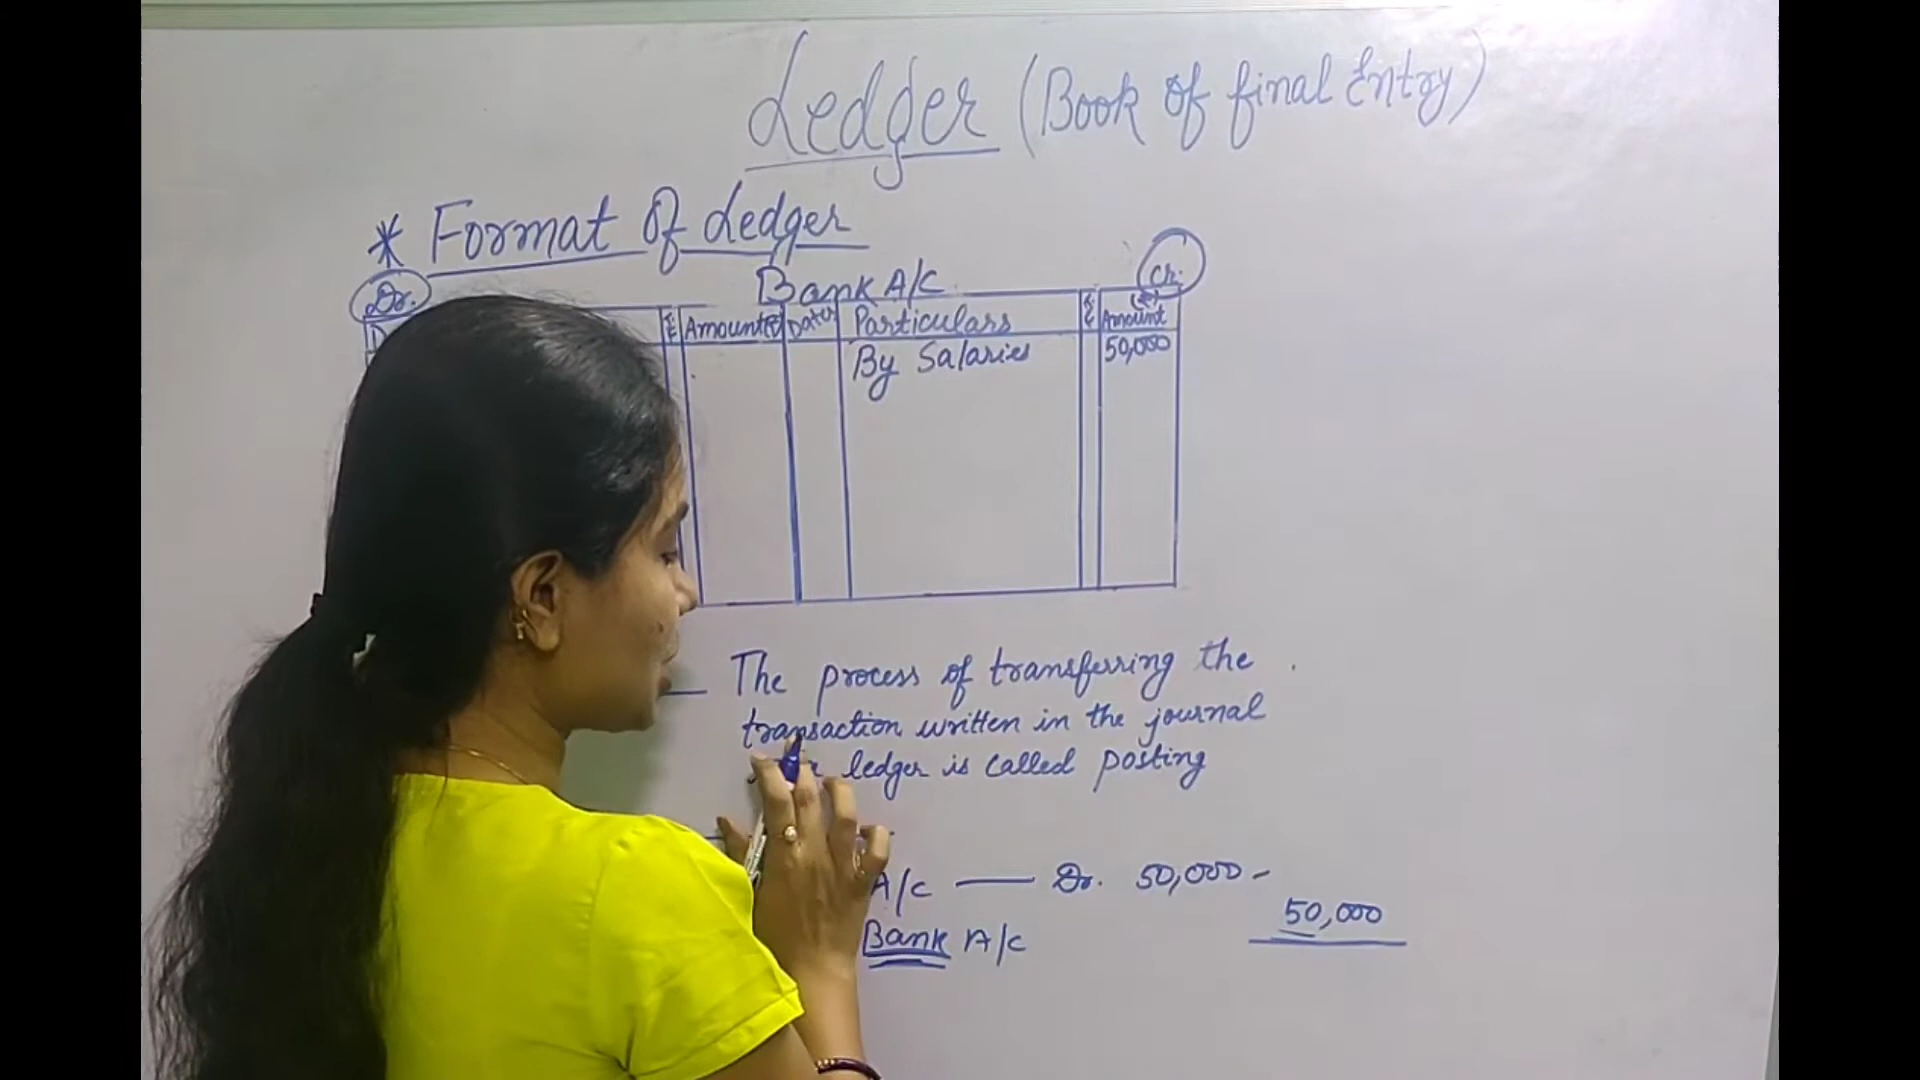 Ledger (Book of final Entry)
* Format of Ledger
Dr. Bank A/c Cr.
Amount(₹) Date Particulars Amount (₹)
By Salaries 50,000
The process of transferring the
transaction written in the journal
ledger is called posting
A/c — Dr. 50,000 -
50,000
Bank A/c